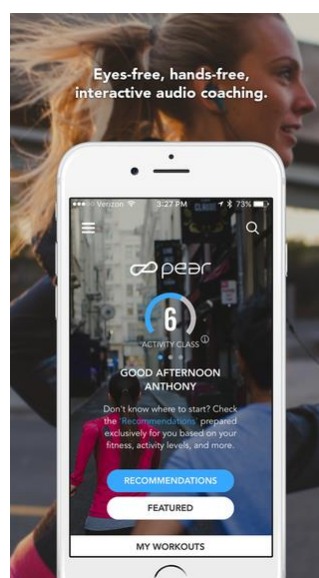 Eyes-free, hands-free,
interactive audio coaching.
Verizon 3:27 PM 73%
pear
6
ACTIVITY CLASS
GOOD AFTERNOON
ANTHONY
Don't know where to start? Check
the 'Recommendations' prepared
exclusively for you based on your
fitness, activity levels, and more.
RECOMMENDATIONS
FEATURED
MY WORKOUTS